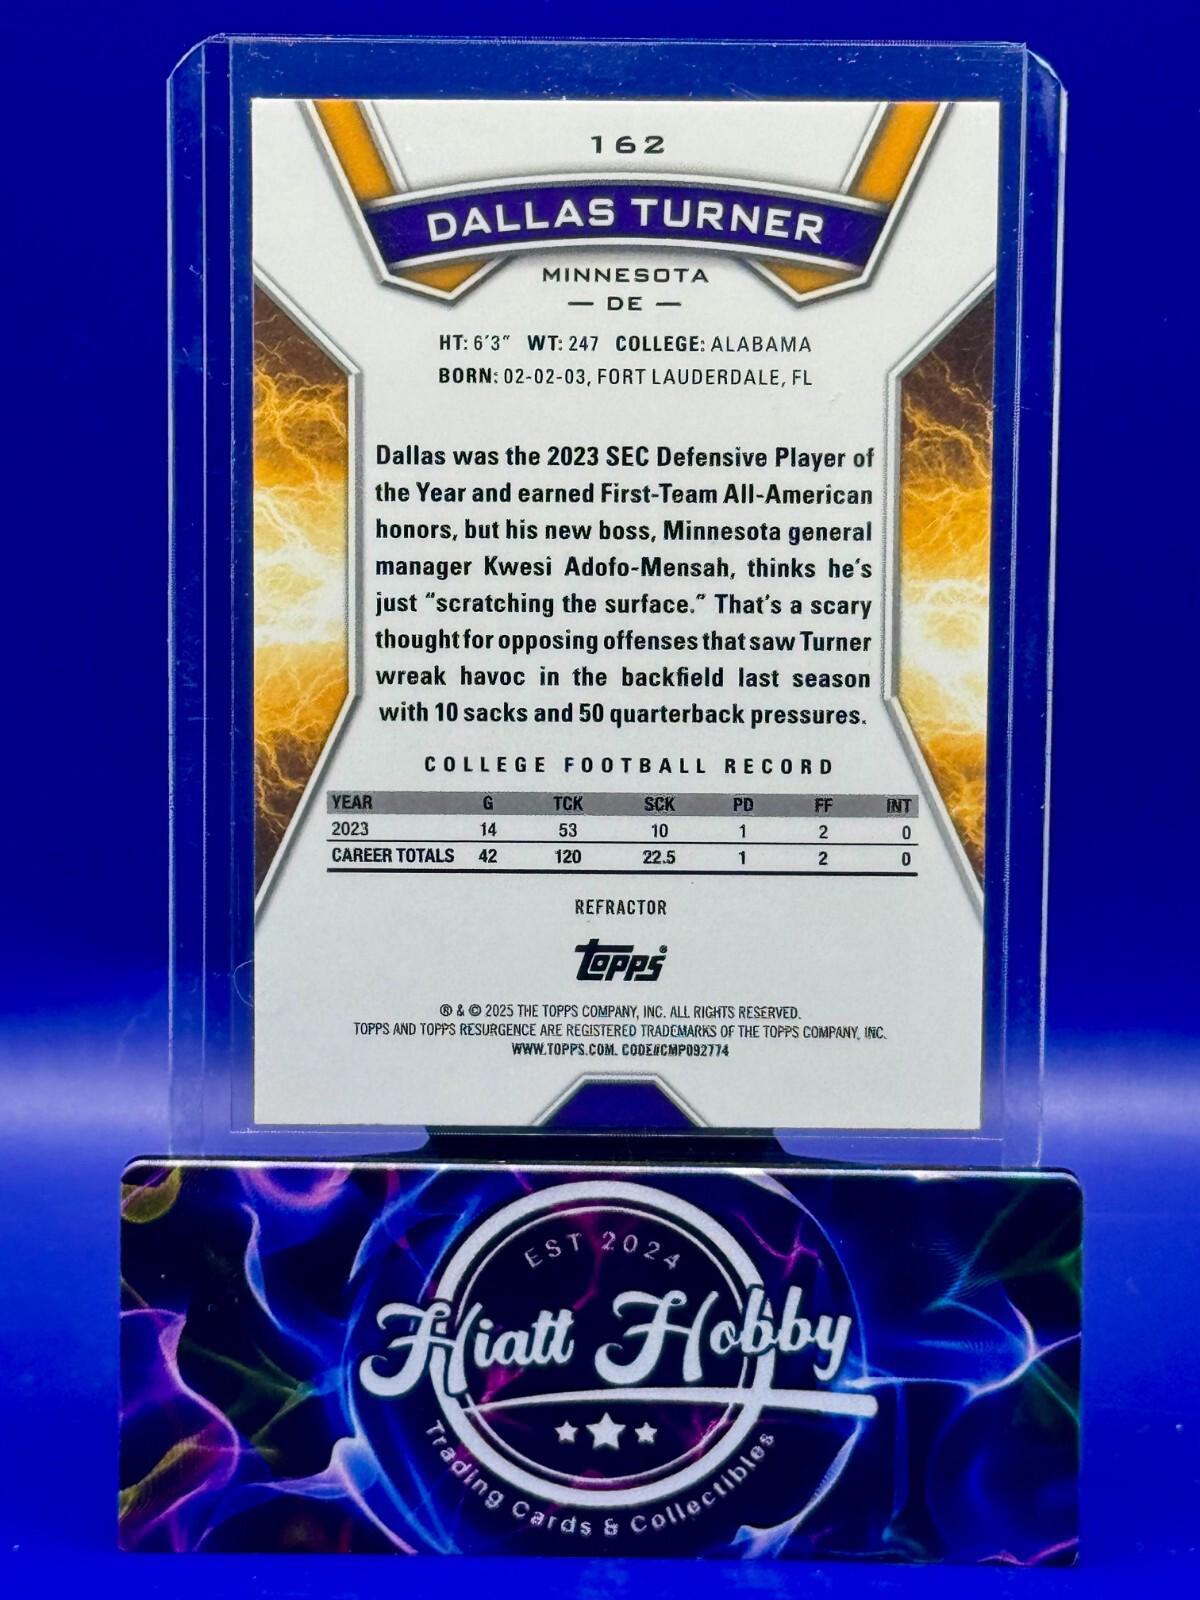 162
DALLAS TURNER
MINNESOTA
— DE —
HT: 6'3" WT: 247 COLLEGE: ALABAMA
BORN: 02-02-03, FORT LAUDERDALE, FL
Dallas was the 2023 SEC Defensive Player of
the Year and earned First-Team All-American
honors, but his new boss, Minnesota general
manager Kwesi Adofo-Mensah, thinks he's
just "scratching the surface." That's a scary
thought for opposing offenses that saw Turner
wreak havoc in the backfield last season
with 10 sacks and 50 quarterback pressures.
COLLEGE FOOTBALL RECORD
YEAR G TCK SCK PD FF INT
2023 14 53 10 1 2 0
CAREER TOTALS 42 120 22.5 1 2 0
REFRACTOR
Topps®
® & © 2025 THE TOPPS COMPANY, INC. ALL RIGHTS RESERVED.
TOPPS AND TOPPS RESURGENCE ARE REGISTERED TRADEMARKS OF THE TOPPS COMPANY, INC.
WWW.TOPPS.COM. CODE#CMP092774
EST 2024
Hiatt Hobby
Trading Cards & Collectibles